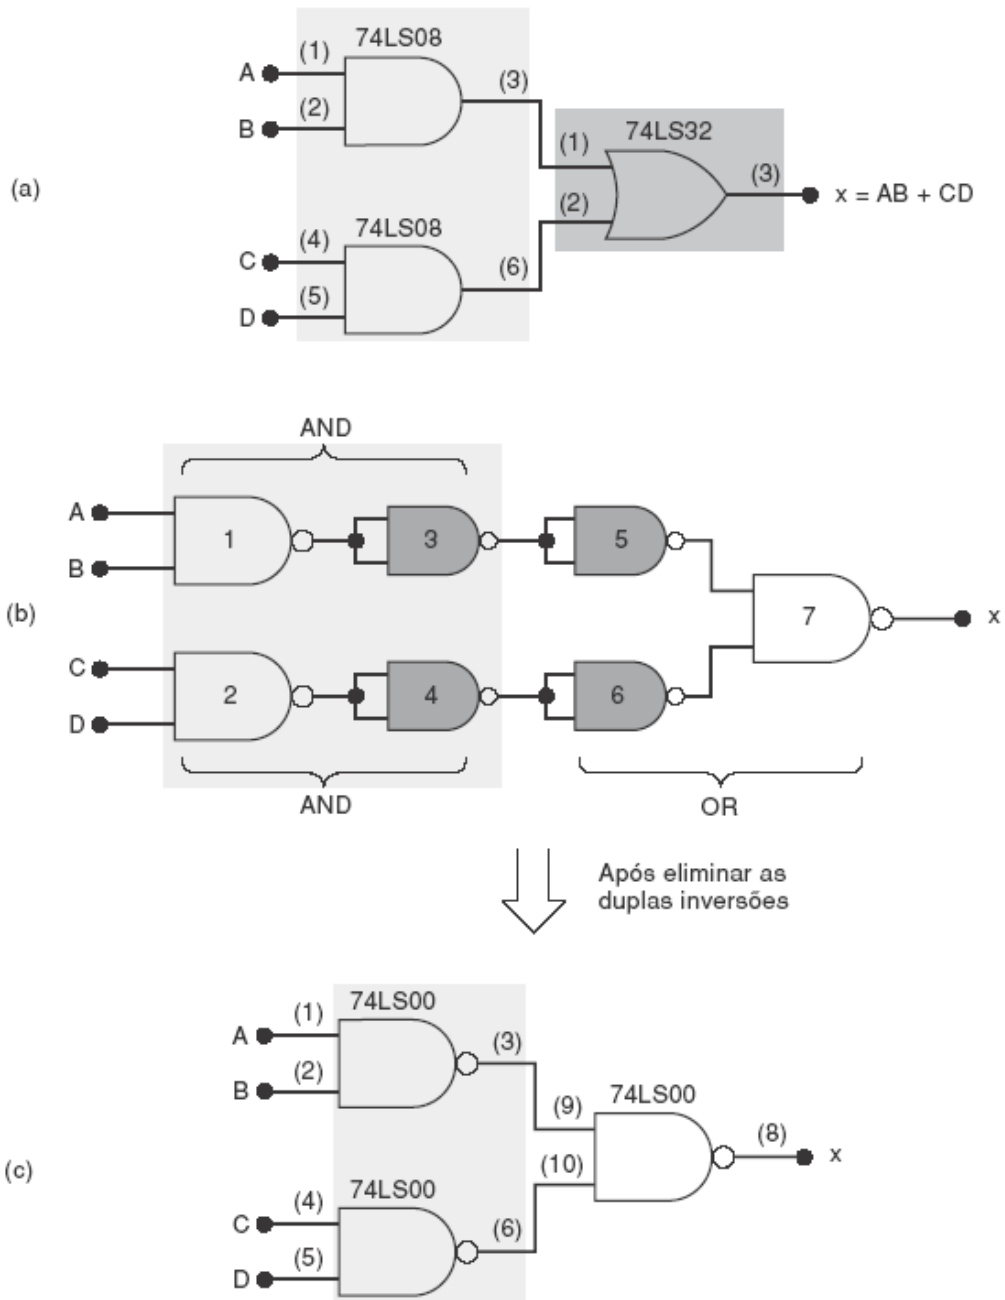 (a)
74LS08
A
(1)
B
(2)
(3)
74LS08
C
(4)
D
(5)
(6)
74LS32
(1)
(2)
(3)
x = AB + CD
(b)
AND
A
B
1
3
5
C
D
2
4
6
7
x
AND
OR
Após eliminar as
duplas inversões
(c)
74LS00
A
(1)
B
(2)
(3)
74LS00
C
(4)
D
(5)
(6)
74LS00
(9)
(10)
(8)
x